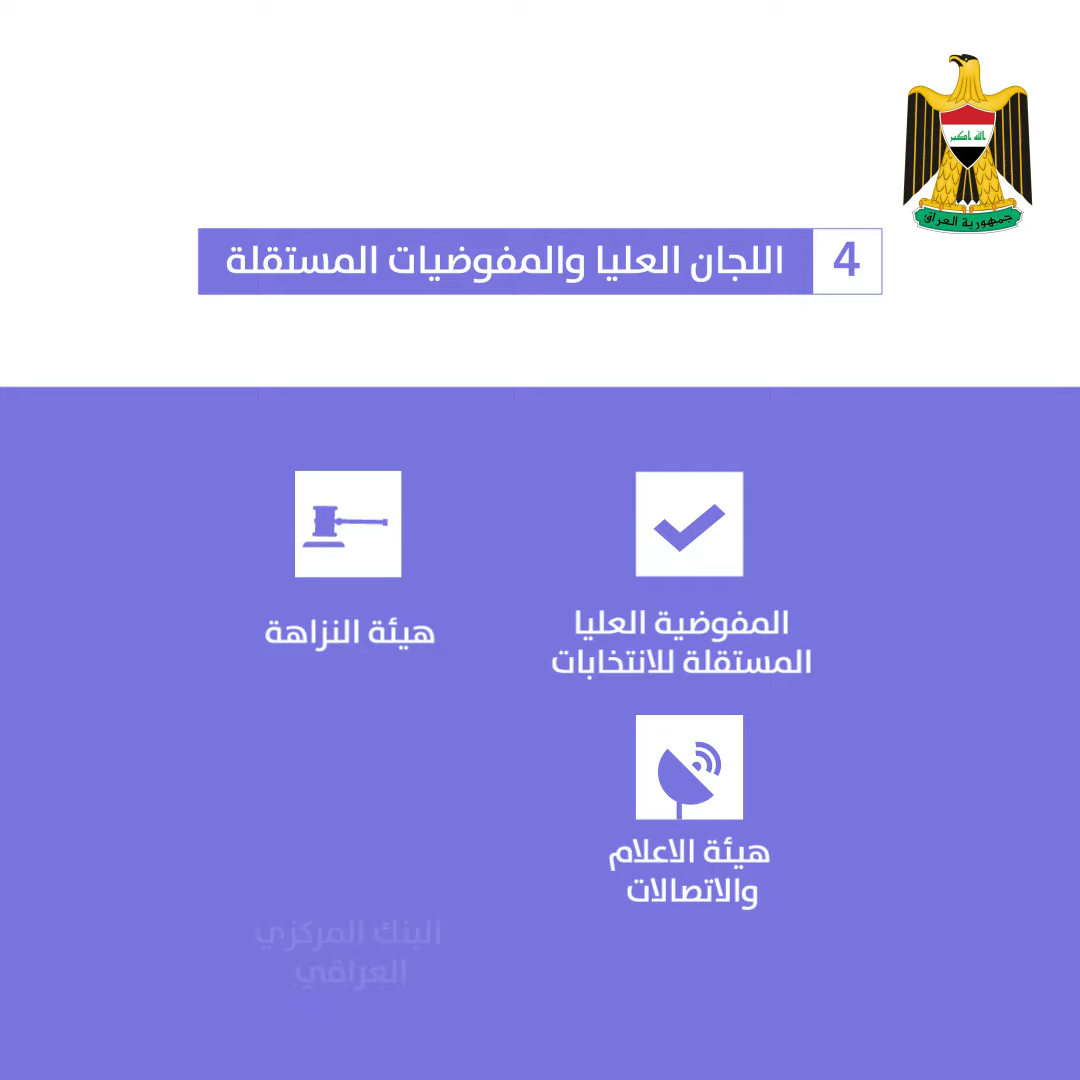 الله اكبر
جمهورية العراق
4 اللجان العليا والمفوضيات المستقلة
المفوضية العليا
المستقلة للانتخابات
هيئة النزاهة
هيئة الاعلام
والاتصالات
البنك المركزي
العراقي